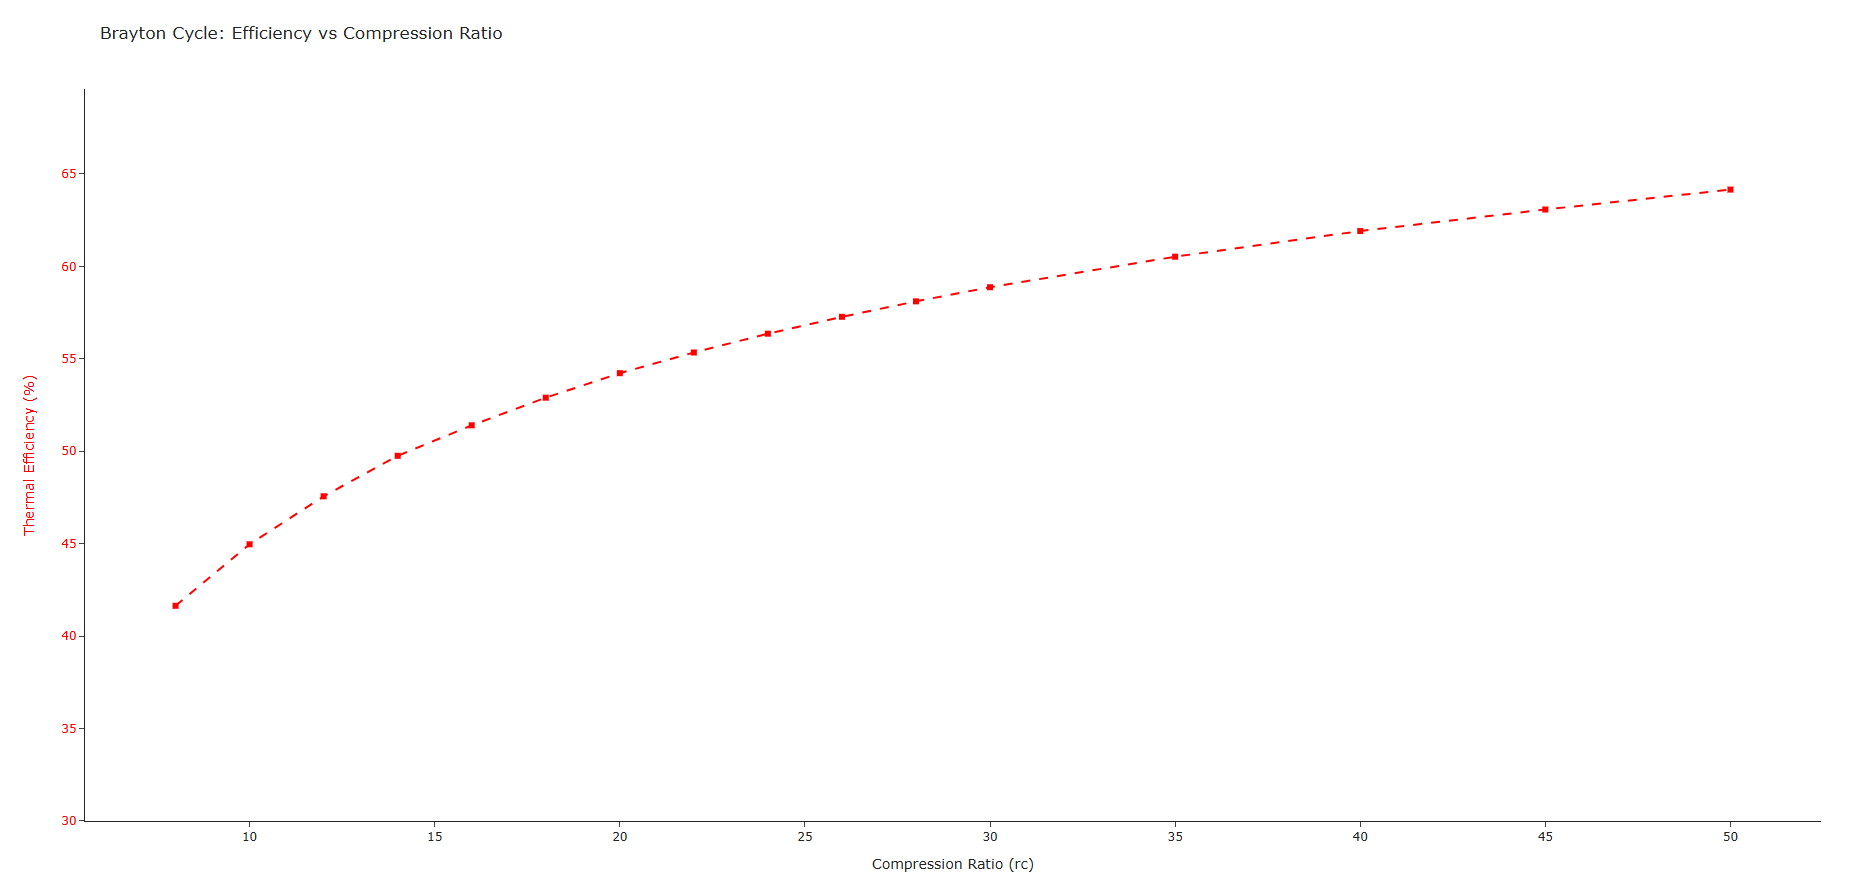 Brayton Cycle: Efficiency vs Compression Ratio
65
60
55
50
45
40
35
30
Thermal Efficiency (%)
10 15 20 25 30 35 40 45 50
Compression Ratio (rc)